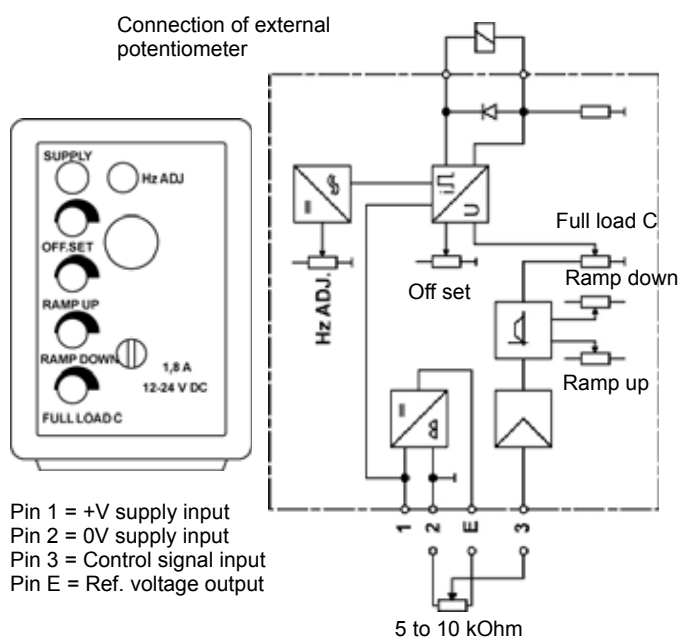 Connection of external
potentiometer
SUPPLY
Hz ADJ
OFF.SET
RAMP UP
RAMP DOWN
1,8 A
12-24 V DC
FULL LOAD C
Full load C
Ramp down
Off set
Hz ADJ.
Ramp up
1 2 E 3
Pin 1 = +V supply input
Pin 2 = 0V supply input
Pin 3 = Control signal input
Pin E = Ref. voltage output
5 to 10 kOhm